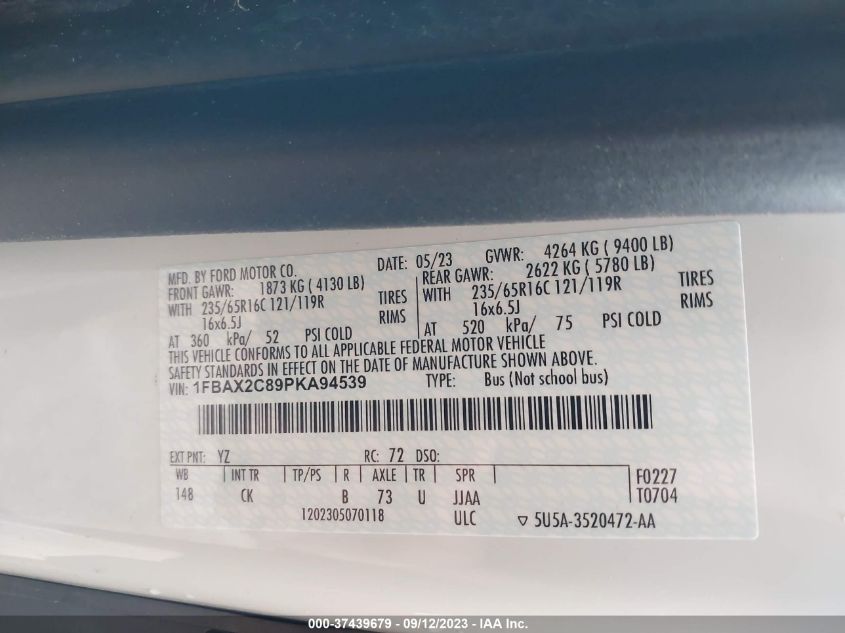 MFD. BY FORD MOTOR CO. DATE: 05/23 GVWR: 4264 KG ( 9400 LB)
FRONT GAWR: 1873 KG ( 4130 LB) REAR GAWR: 2622 KG ( 5780 LB)
WITH 235/65R16C 121/119R TIRES WITH 235/65R16C 121/119R TIRES
16x6.5J RIMS 16x6.5J RIMS
AT 360 kPa/ 52 PSI COLD AT 520 kPa/ 75 PSI COLD
THIS VEHICLE CONFORMS TO ALL APPLICABLE FEDERAL MOTOR VEHICLE
SAFETY STANDARDS IN EFFECT ON THE DATE OF MANUFACTURE SHOWN ABOVE.
VIN: 1FBAX2C89PKA94539 TYPE: Bus (Not school bus)
EXT PNT: YZ RC: 72 DSO:
WB INT TR TP/PS R AXLE TR SPR F0227
148 CK B 73 U JJAA T0704
1202305070118 ULC ▽ 5U5A-3520472-AA
000-37439679 - 09/12/2023 - IAA Inc.